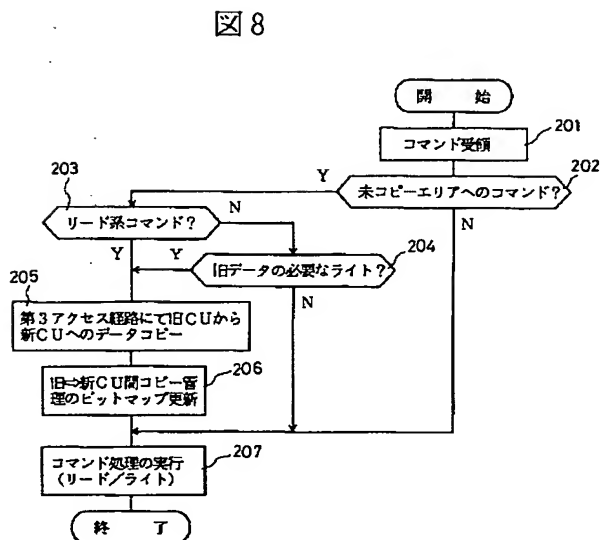 図8
開 始
201
コマンド受領
202
未コピーエリアへのコマンド?
Y
N
203
リード系コマンド?
N
Y
204
旧データの必要なライト?
Y
N
205
第3アクセス経路にて旧CUから
新CUへのデータコピー
206
旧⇒新CU間コピー管
理のビットマップ更新
207
コマンド処理の実行
(リード/ライト)
終 了